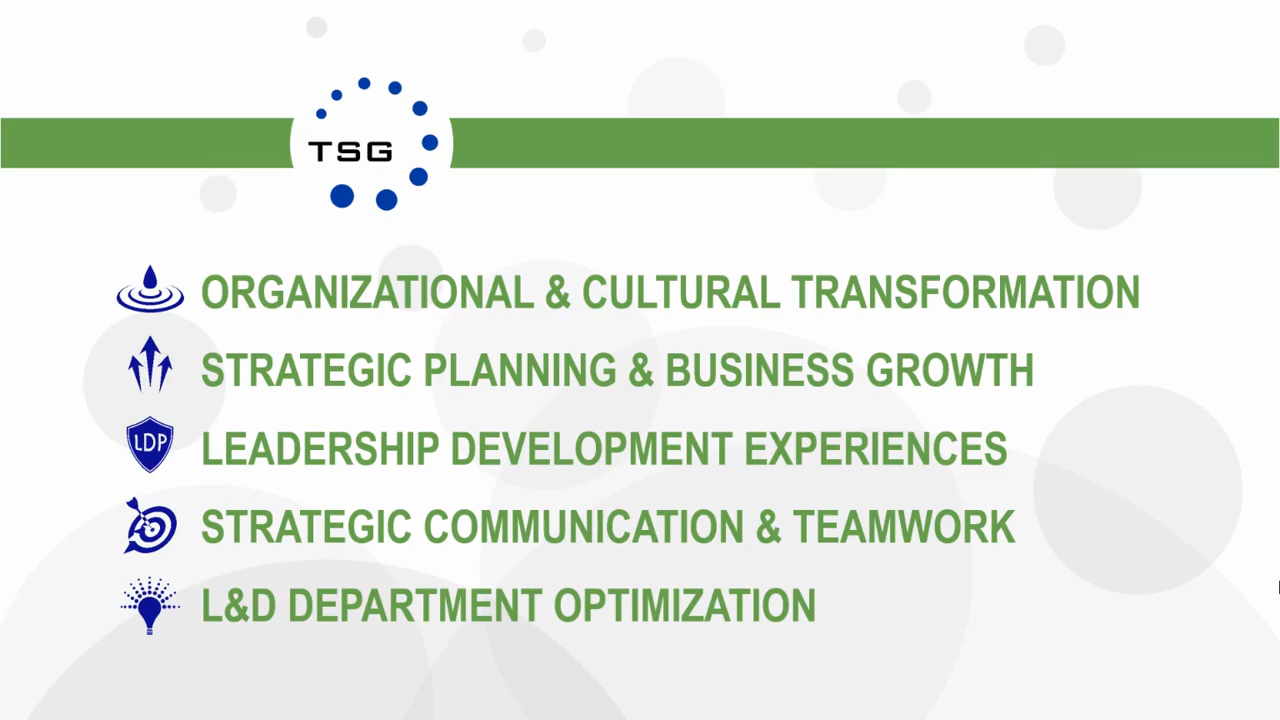 TSG
ORGANIZATIONAL & CULTURAL TRANSFORMATION
STRATEGIC PLANNING & BUSINESS GROWTH
LDP
LEADERSHIP DEVELOPMENT EXPERIENCES
STRATEGIC COMMUNICATION & TEAMWORK
L&D DEPARTMENT OPTIMIZATION